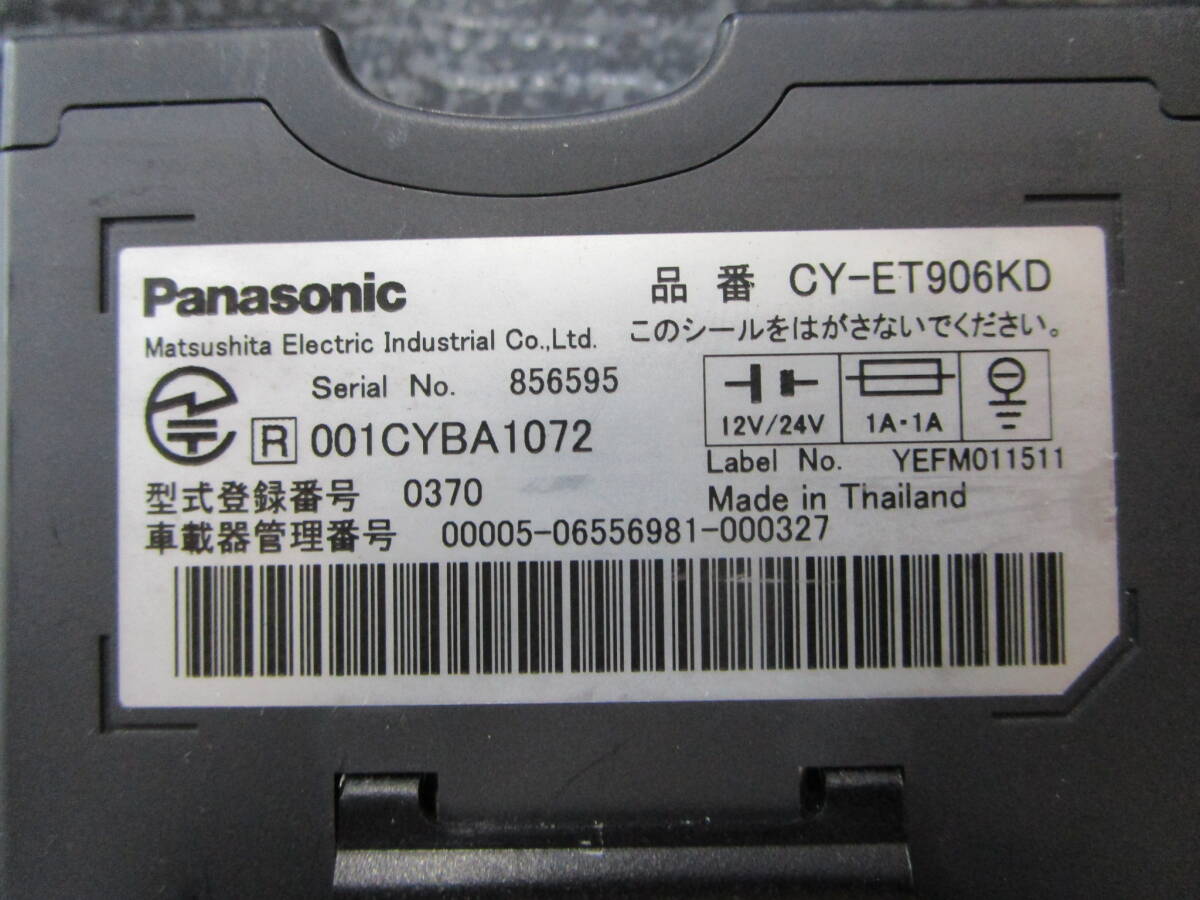 Panasonic 品番 CY-ET906KD
Matsushita Electric Industrial Co.,Ltd. このシールをはがさないでください。
Serial No. 856595
R 001CYBA1072
12V/24V 1A・1A
Label No. YEFM011511
型式登録番号 0370 Made in Thailand
車載器管理番号 00005-06556981-000327